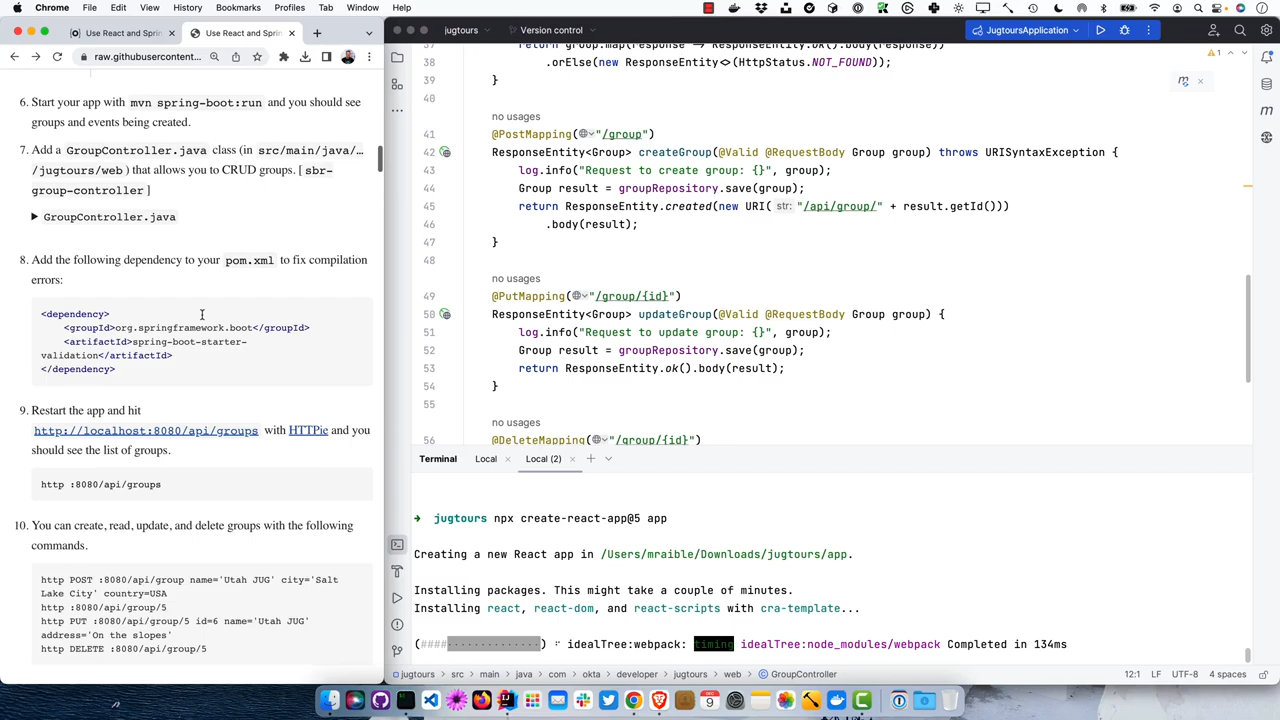 Chrome File Edit View History Bookmarks Profiles Tab Window Help
Use React and Sprin
Use React and Sprin
raw.githubusercontent...
jugtours
Version control
JugtoursApplication
6. Start your app with mvn spring-boot:run and you should see
groups and events being created.
7. Add a GroupController.java class (in src/main/java/…
/jugtours/web) that allows you to CRUD groups. [sbr-
group-controller]
GroupController.java
8. Add the following dependency to your pom.xml to fix compilation
errors:
<dependency>
<groupId>org.springframework.boot</groupId>
<artifactId>spring-boot-starter-
validation</artifactId>
</dependency>
9. Restart the app and hit
http://localhost:8080/api/groups with HTTPie and you
should see the list of groups.
http :8080/api/groups
10. You can create, read, update, and delete groups with the following
commands.
http POST :8080/api/group name='Utah JUG' city='Salt
Lake City' country=USA
http :8080/api/group/5
http PUT :8080/api/group/5 id=6 name='Utah JUG'
address='On the slopes'
http DELETE :8080/api/group/5
37 return group.map(response → ResponseEntity.ok().body(response))
38 .orElse(new ResponseEntity<>(HttpStatus.NOT_FOUND));
39 }
40
no usages
41 @PostMapping("/group")
42 ResponseEntity<Group> createGroup(@Valid @RequestBody Group group) throws URISyntaxException {
43 log.info("Request to create group: {}", group);
44 Group result = groupRepository.save(group);
45 return ResponseEntity.created(new URI( str: "/api/group/" + result.getId()))
46 .body(result);
47 }
48
no usages
49 @PutMapping("/group/{id}")
50 ResponseEntity<Group> updateGroup(@Valid @RequestBody Group group) {
51 log.info("Request to update group: {}", group);
52 Group result = groupRepository.save(group);
53 return ResponseEntity.ok().body(result);
54 }
55
no usages
56 @DeleteMapping("/group/{id}")
1
m
m
Terminal Local Local (2)
➜ jugtours npx create-react-app@5 app
Creating a new React app in /Users/mraible/Downloads/jugtours/app.
Installing packages. This might take a couple of minutes.
Installing react, react-dom, and react-scripts with cra-template...
(####··············) ⠋ idealTree:webpack: timing idealTree:node_modules/webpack Completed in 134ms
jugtours > src > main > java > com > okta > developer > jugtours > web > GroupController
12:1 LF UTF-8 4 spaces